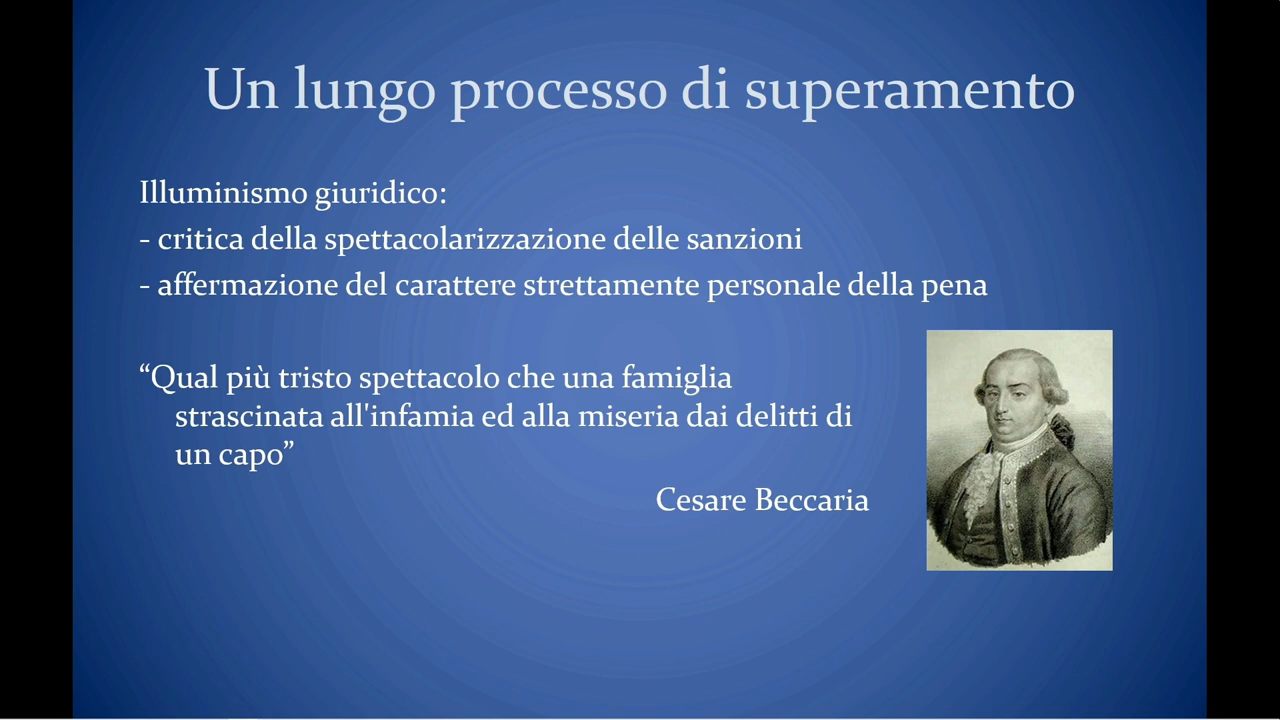 Un lungo processo di superamento
Illuminismo giuridico:
- critica della spettacolarizzazione delle sanzioni
- affermazione del carattere strettamente personale della pena
“Qual più tristo spettacolo che una famiglia
strascinata all'infamia ed alla miseria dai delitti di
un capo”
Cesare Beccaria